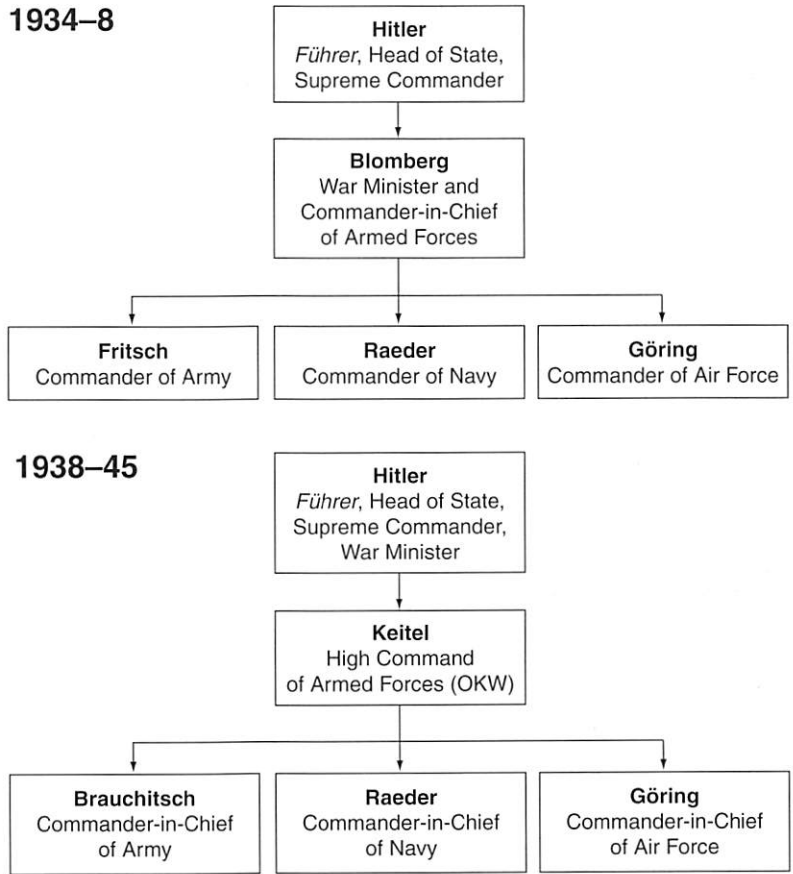 1934–8
Hitler
Führer, Head of State,
Supreme Commander
Blomberg
War Minister and
Commander-in-Chief
of Armed Forces
Fritsch
Commander of Army
Raeder
Commander of Navy
Göring
Commander of Air Force
1938–45
Hitler
Führer, Head of State,
Supreme Commander,
War Minister
Keitel
High Command
of Armed Forces (OKW)
Brauchitsch
Commander-in-Chief
of Army
Raeder
Commander-in-Chief
of Navy
Göring
Commander-in-Chief
of Air Force